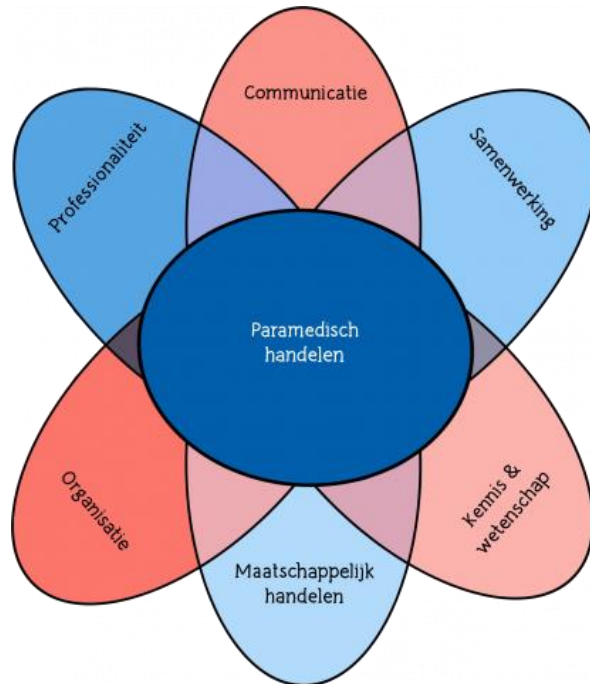 Communicatie
Professionaliteit
Samenwerking
Paramedisch
handelen
Organisatie
Kennis &
wetenschap
Maatschappelijk
handelen